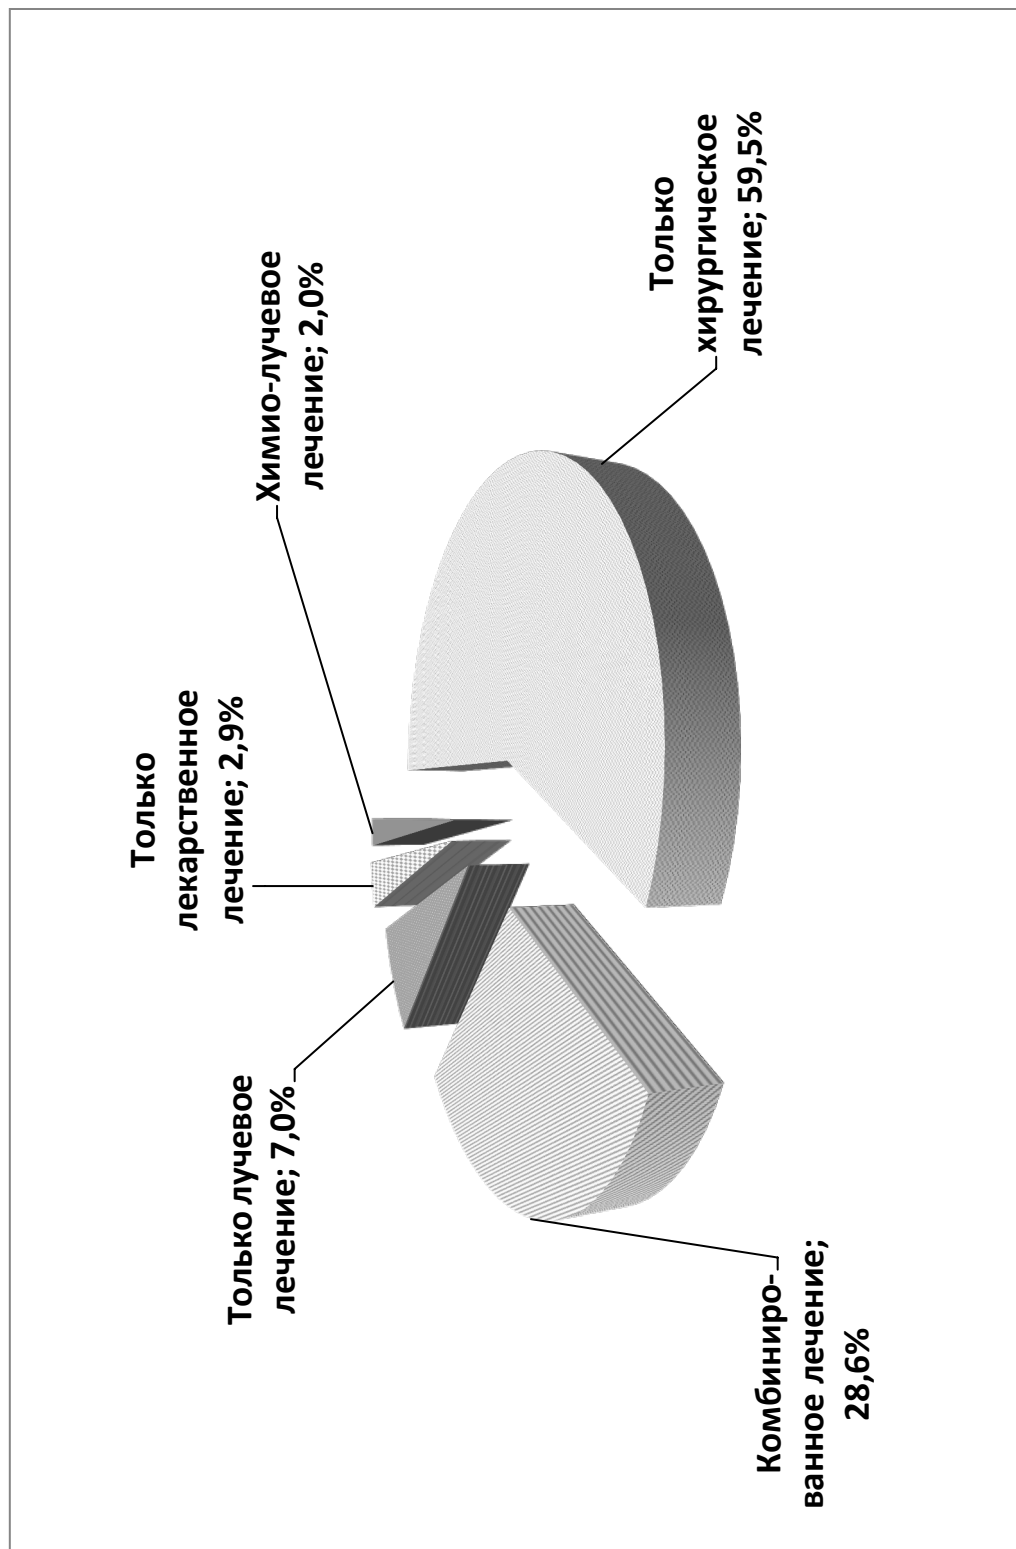 Химио-лучевое
лечение; 2,0%
Только
хирургическое
лечение; 59,5%
Только
лекарственное
лечение; 2,9%
Только лучевое
лечение; 7,0%
Комбиниро-
ванное лечение;
28,6%